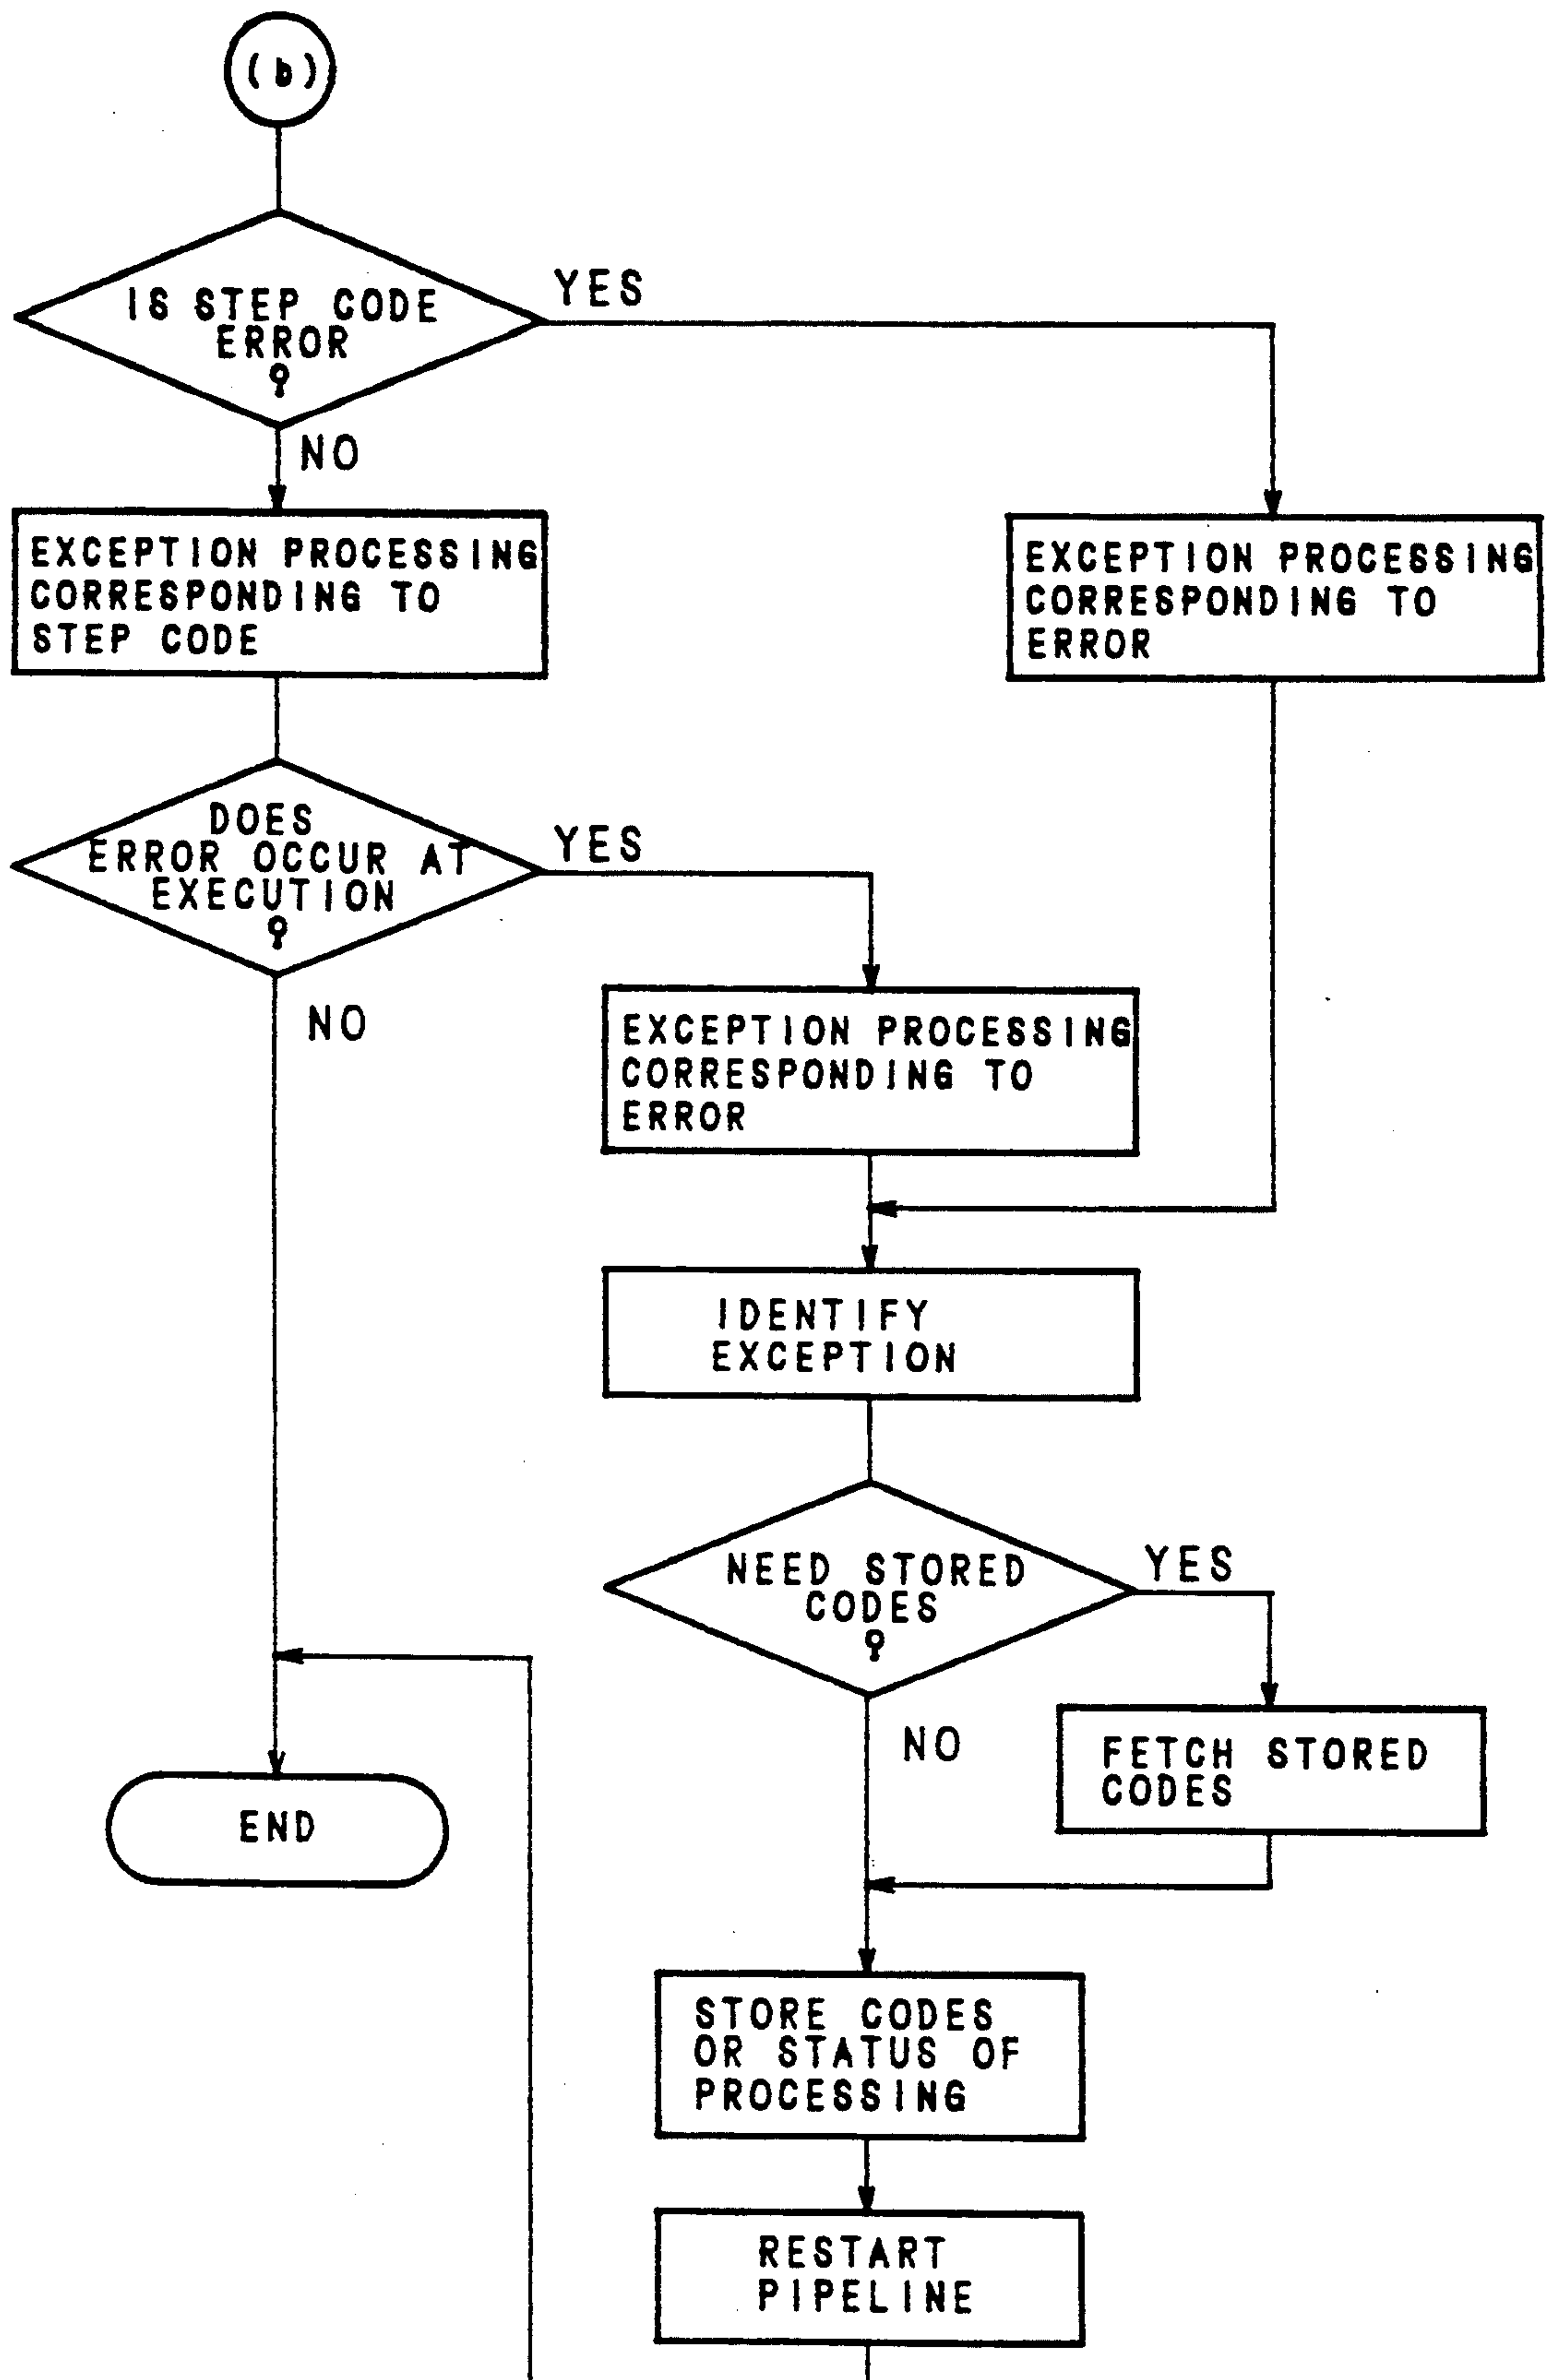 (b)
IS STEP CODE
ERROR
?
YES
NO
EXCEPTION PROCESSING
CORRESPONDING TO
STEP CODE
EXCEPTION PROCESSING
CORRESPONDING TO
ERROR
DOES
ERROR OCCUR AT
EXECUTION
?
YES
NO
EXCEPTION PROCESSING
CORRESPONDING TO
ERROR
IDENTIFY
EXCEPTION
NEED STORED
CODES
?
YES
NO
FETCH STORED
CODES
END
STORE CODES
OR STATUS OF
PROCESSING
RESTART
PIPELINE